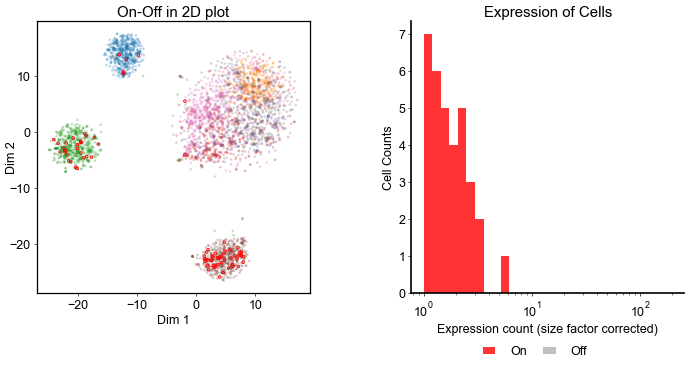 On-Off in 2D plot
Dim 2
10
0
−10
−20
−20
−10
0
10
Dim 1
Expression of Cells
Cell Counts
7
6
5
4
3
2
1
0
10^0
10^1
10^2
Expression count (size factor corrected)
On
Off